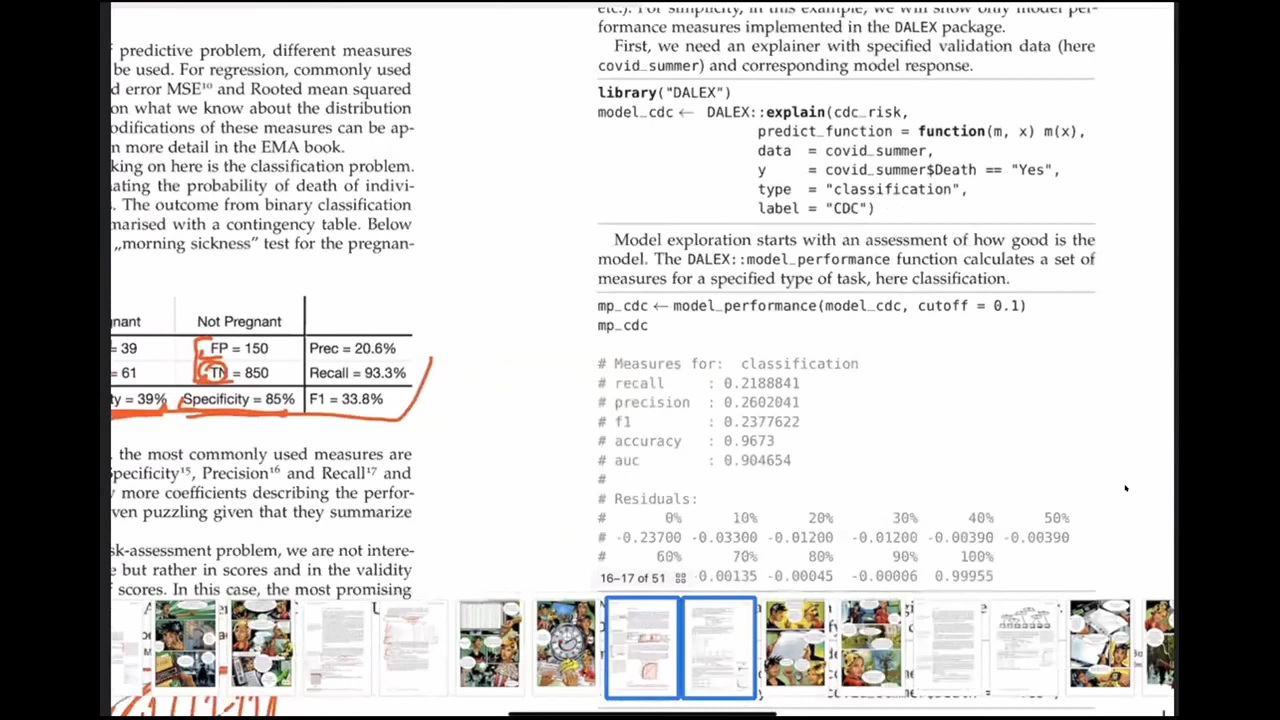 predictive problem, different measures
be used. For regression, commonly used
d error MSE¹⁰ and Rooted mean squared
on what we know about the distribution
odifications of these measures can be ap-
n more detail in the EMA book.
king on here is the classification problem.
ating the probability of death of indivi-
. The outcome from binary classification
marised with a contingency table. Below
„morning sickness” test for the pregnan-
gnant Not Pregnant
= 39 FP = 150 Prec = 20.6%
= 61 TN = 850 Recall = 93.3%
ty = 39% Specificity = 85% F1 = 33.8%
the most commonly used measures are
Specificity¹⁵, Precision¹⁶ and Recall¹⁷ and
more coefficients describing the perfor-
ven puzzling given that they summarize
sk-assessment problem, we are not intere-
but rather in scores and in the validity
f scores. In this case, the most promising
etc.). For simplicity, in this example, we will show only model per-
formance measures implemented in the DALEX package.
First, we need an explainer with specified validation data (here
covid_summer) and corresponding model response.
library("DALEX")
model_cdc ← DALEX::explain(cdc_risk,
predict_function = function(m, x) m(x),
data = covid_summer,
y = covid_summer$Death == "Yes",
type = "classification",
label = "CDC")
Model exploration starts with an assessment of how good is the
model. The DALEX::model_performance function calculates a set of
measures for a specified type of task, here classification.
mp_cdc ← model_performance(model_cdc, cutoff = 0.1)
mp_cdc
# Measures for: classification
# recall : 0.2188841
# precision : 0.2602041
# f1 : 0.2377622
# accuracy : 0.9673
# auc : 0.904654
#
# Residuals:
# 0% 10% 20% 30% 40% 50%
# -0.23700 -0.03300 -0.01200 -0.01200 -0.00390 -0.00390
# 60% 70% 80% 90% 100%
0.00135 -0.00045 -0.00006 0.99955
16–17 of 51